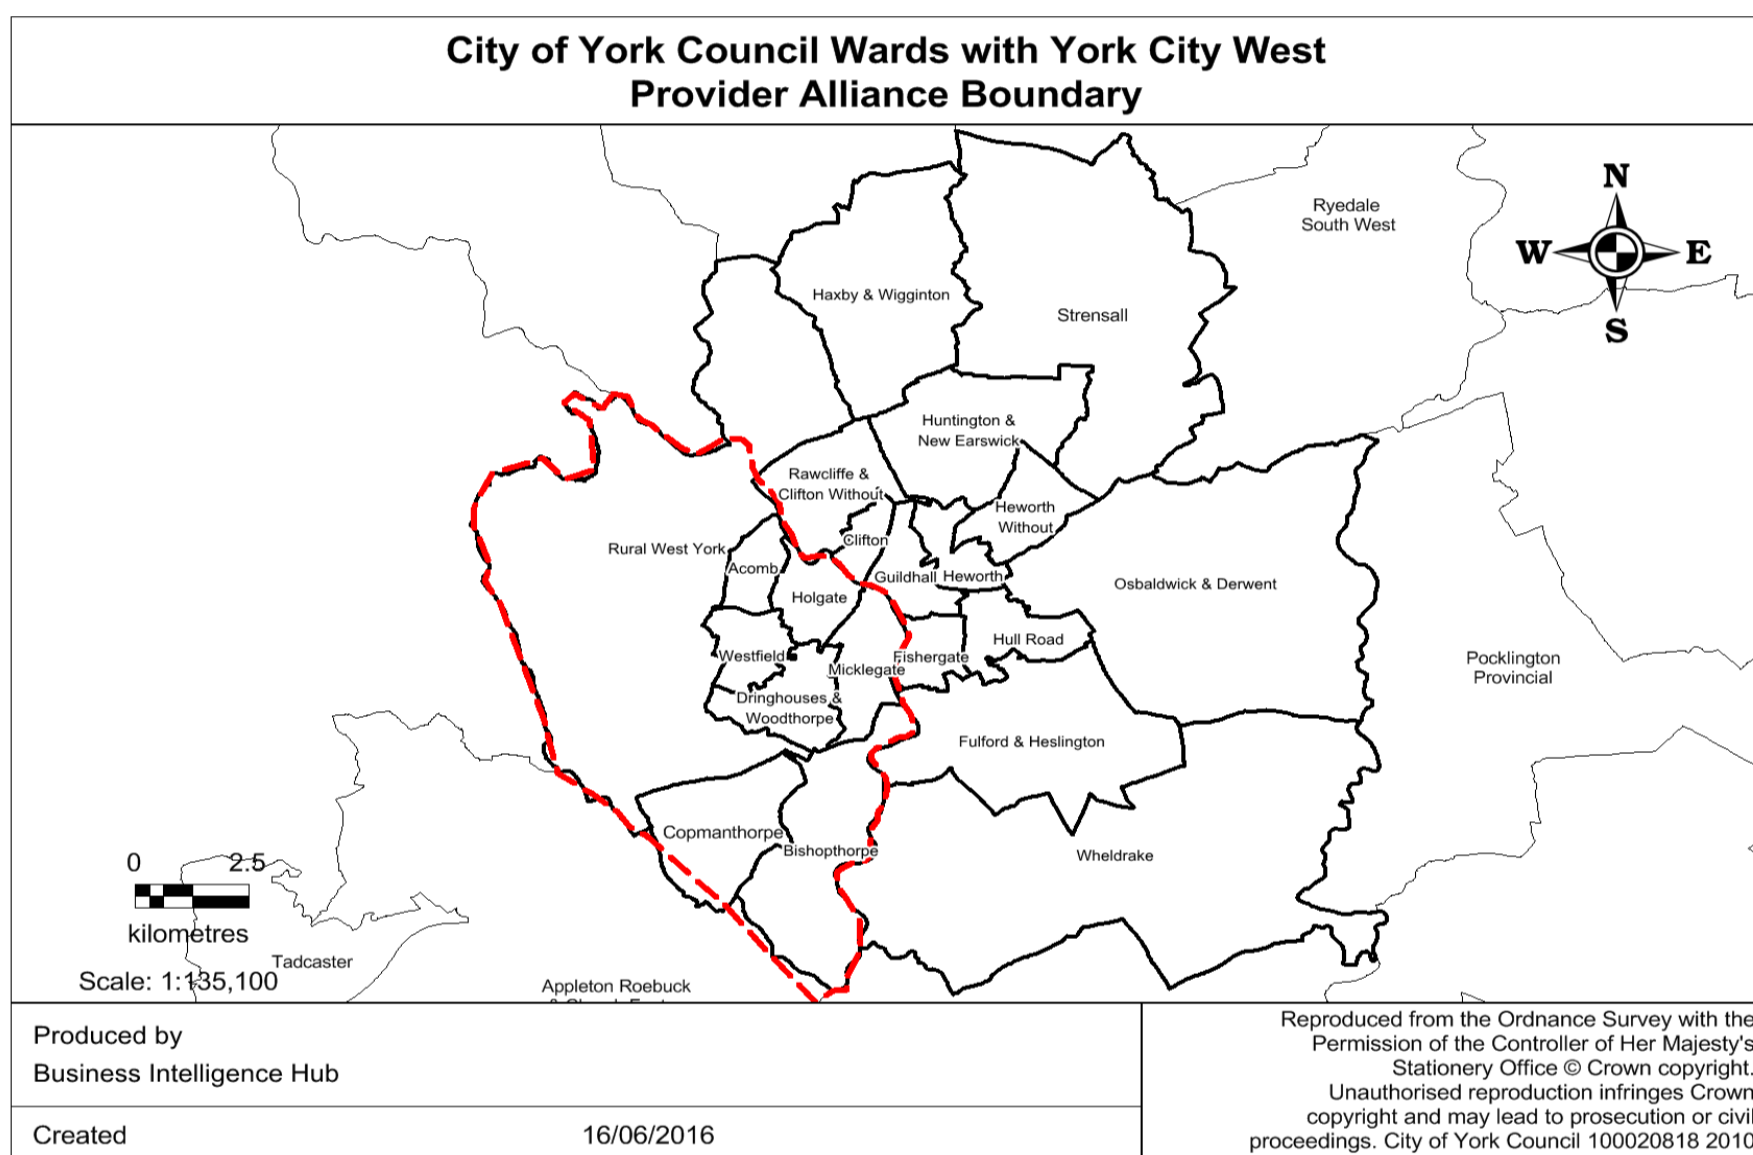 City of York Council Wards with York City West
Provider Alliance Boundary
N
W
E
S
Ryedale
South West
Haxby & Wigginton
Strensall
Huntington &
New Earswick
Rawcliffe &
Clifton Without
Heworth
Without
Clifton
Rural West York
Acomb
Guildhall
Heworth
Osbaldwick & Derwent
Holgate
Hull Road
Westfield
Fishergate
Micklegate
Pocklington
Provincial
Dringhouses &
Woodthorpe
Fulford & Heslington
Copmanthorpe
Bishopthorpe
Wheldrake
0 2.5
kilometres
Scale: 1:135,100
Tadcaster
Appleton Roebuck
Produced by
Business Intelligence Hub
Created 16/06/2016
Reproduced from the Ordnance Survey with the
Permission of the Controller of Her Majesty's
Stationery Office © Crown copyright.
Unauthorised reproduction infringes Crown
copyright and may lead to prosecution or civil
proceedings. City of York Council 100020818 2010